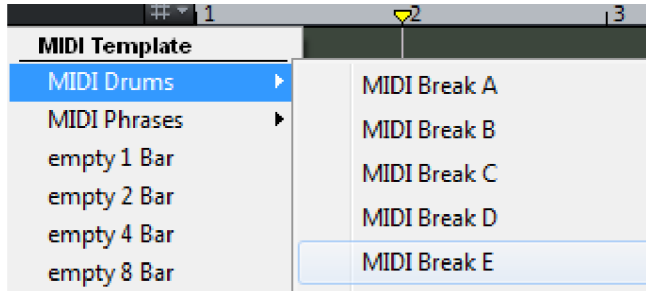 1 2 3
MIDI Template
MIDI Drums
MIDI Phrases
empty 1 Bar
empty 2 Bar
empty 4 Bar
empty 8 Bar
MIDI Break A
MIDI Break B
MIDI Break C
MIDI Break D
MIDI Break E